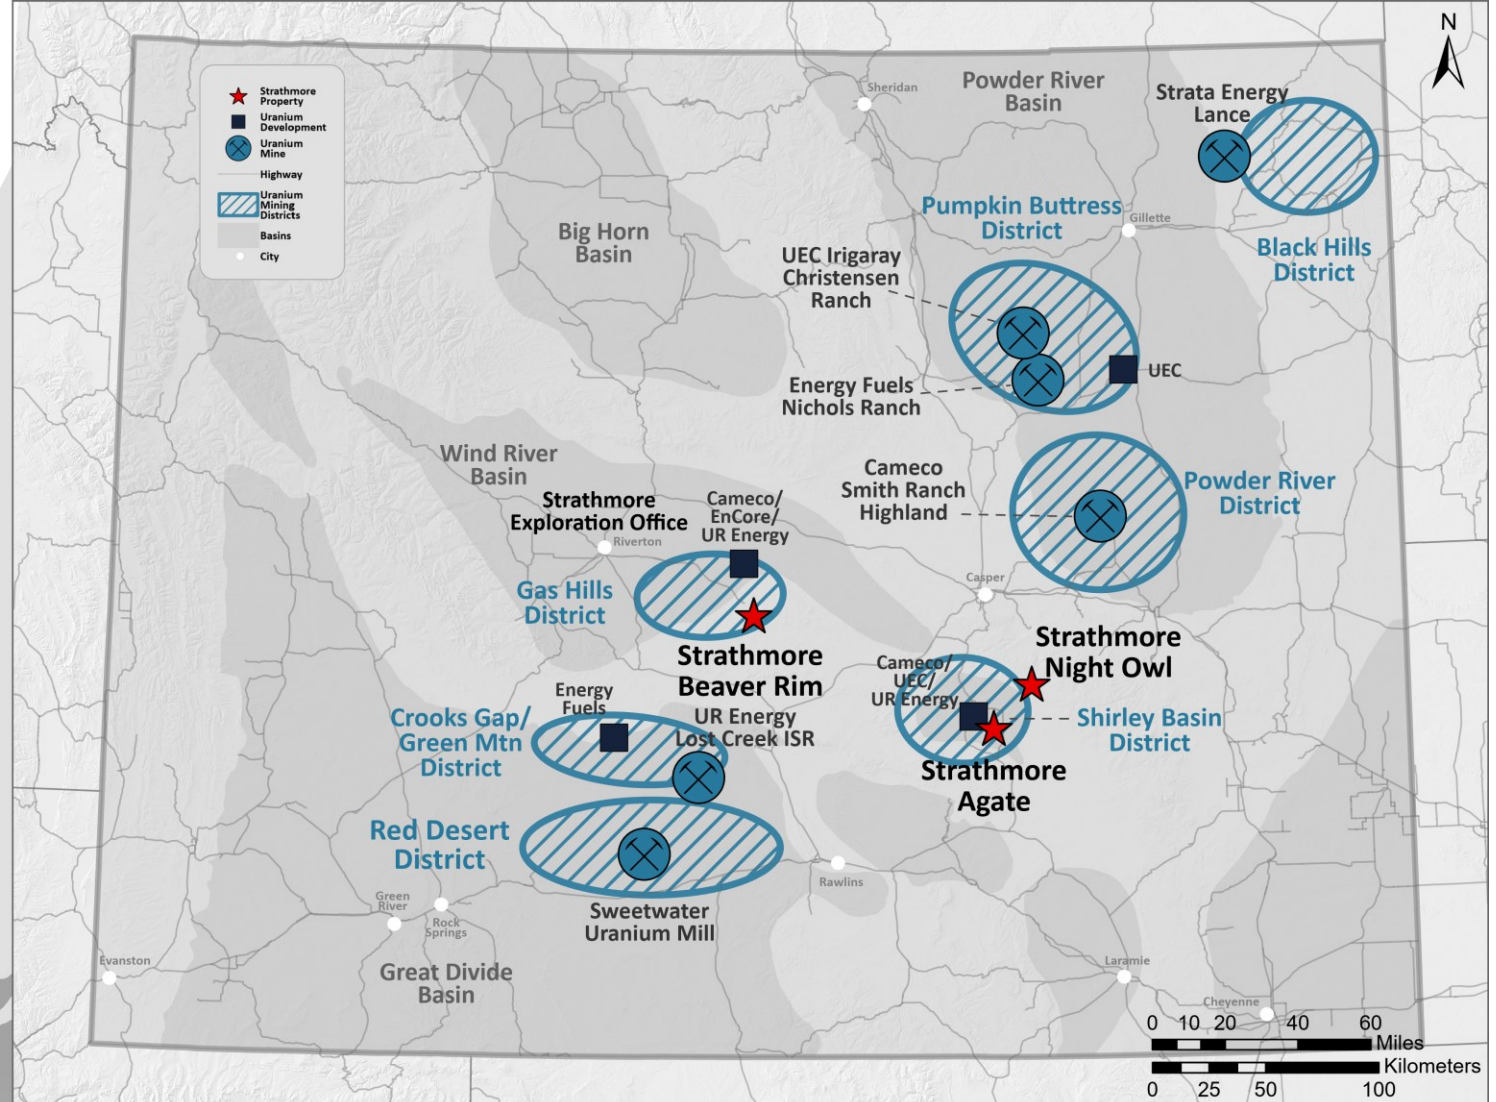 N
Strathmore
Property
Uranium
Development
Uranium
Mine
Highway
Uranium
Mining
Districts
Basins
City
Sheridan
Powder River
Basin
Strata Energy
Lance
Big Horn
Basin
Pumpkin Buttress
District
Gillette
Black Hills
District
UEC Irigaray
Christensen
Ranch
UEC
Energy Fuels
Nichols Ranch
Wind River
Basin
Cameco
Smith Ranch
Highland
Powder River
District
Strathmore
Exploration Office
Riverton
Cameco/
EnCore/
UR Energy
Gas Hills
District
Casper
Strathmore
Beaver Rim
Strathmore
Night Owl
Cameco/
UEC/
UR Energy
Shirley Basin
District
Strathmore
Agate
Energy
Fuels
Crooks Gap/
Green Mtn
District
UR Energy
Lost Creek ISR
Red Desert
District
Sweetwater
Uranium Mill
Rawlins
Green
River
Rock
Springs
Evanston
Great Divide
Basin
Laramie
Cheyenne
0 10 20 40 60
Miles
Kilometers
0 25 50 100